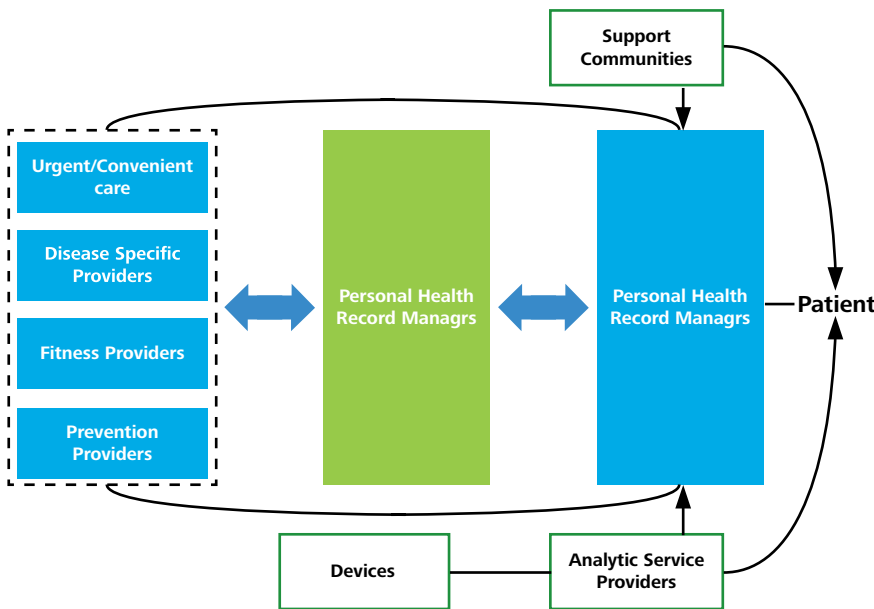 Support
Communities
Urgent/Convenient
care
Disease Specific
Providers
Fitness Providers
Prevention
Providers
Personal Health
Record Managrs
Personal Health
Record Managrs
Patient
Devices
Analytic Service
Providers